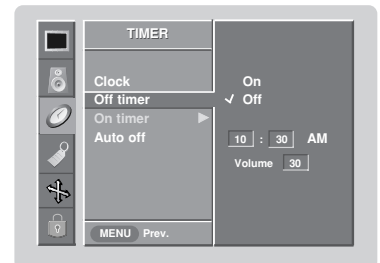 TIMER
Clock
On
Off timer
✓ Off
On timer ▶
Auto off
10 : 30 AM
Volume 30
MENU Prev.